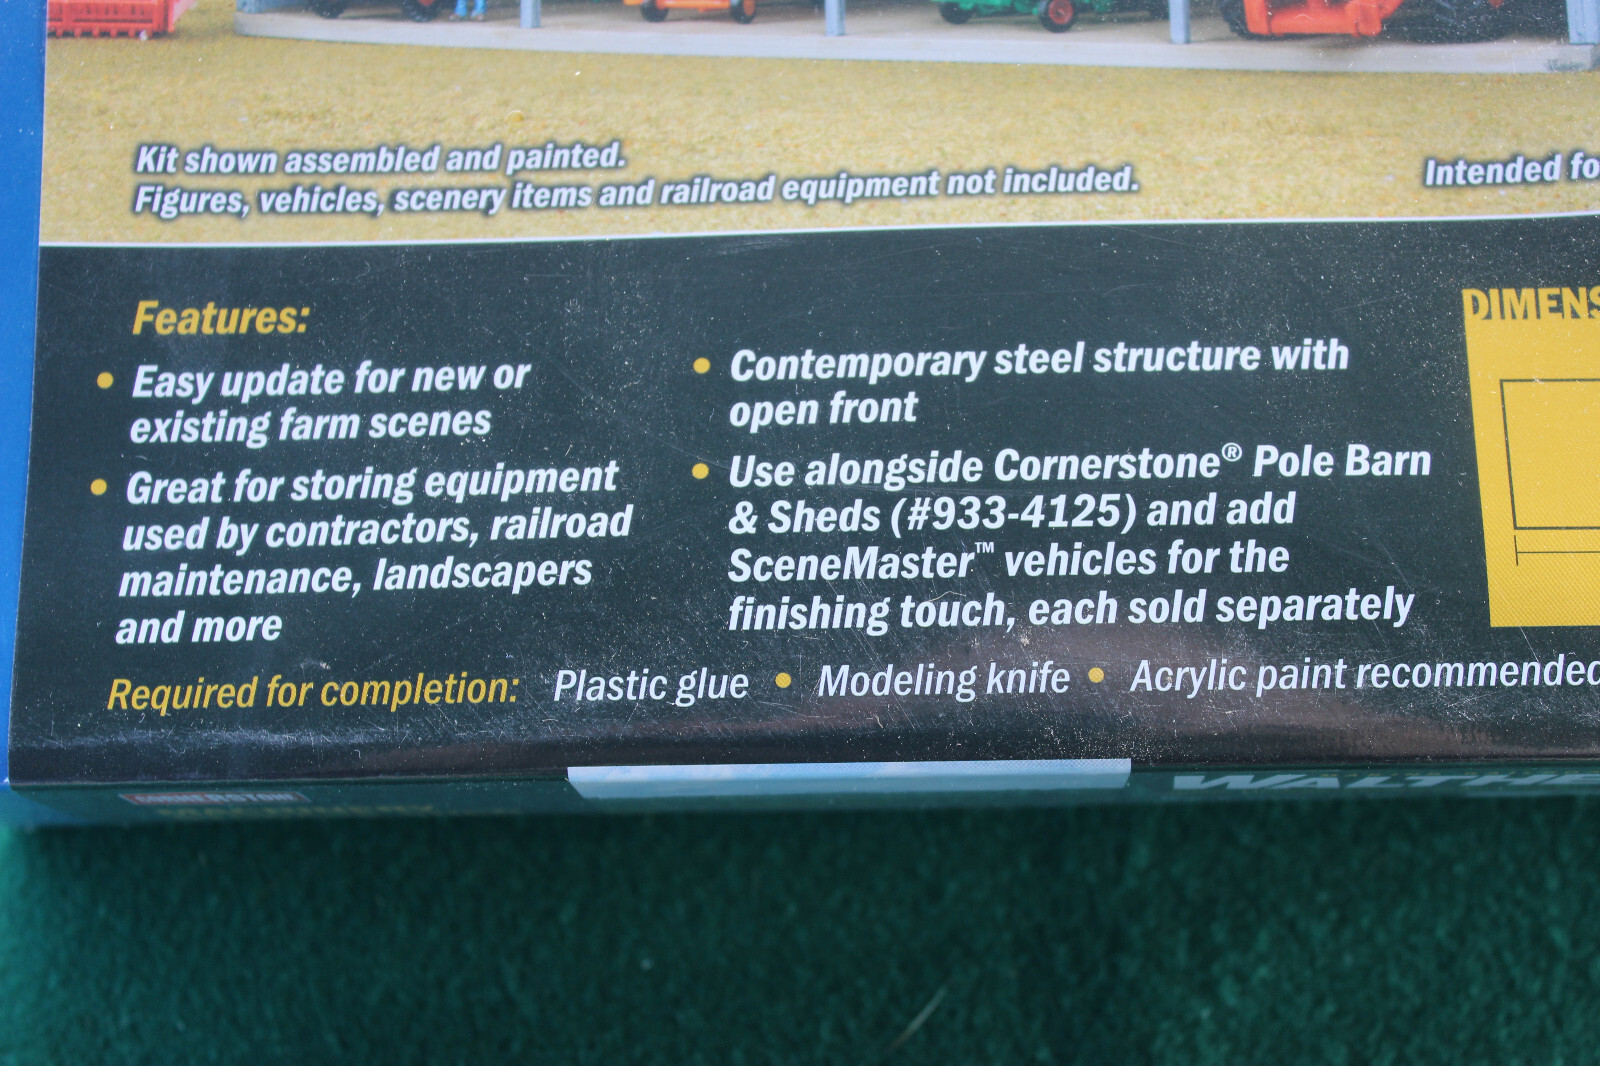 Kit shown assembled and painted.
Figures, vehicles, scenery items and railroad equipment not included.
Intended fo
Features:
• Easy update for new or
existing farm scenes
• Great for storing equipment
used by contractors, railroad
maintenance, landscapers
and more
• Contemporary steel structure with
open front
• Use alongside Cornerstone® Pole Barn
& Sheds (#933-4125) and add
SceneMaster™ vehicles for the
finishing touch, each sold separately
DIMENS
Required for completion: Plastic glue • Modeling knife • Acrylic paint recommended
CORNERSTONE
WALTHE